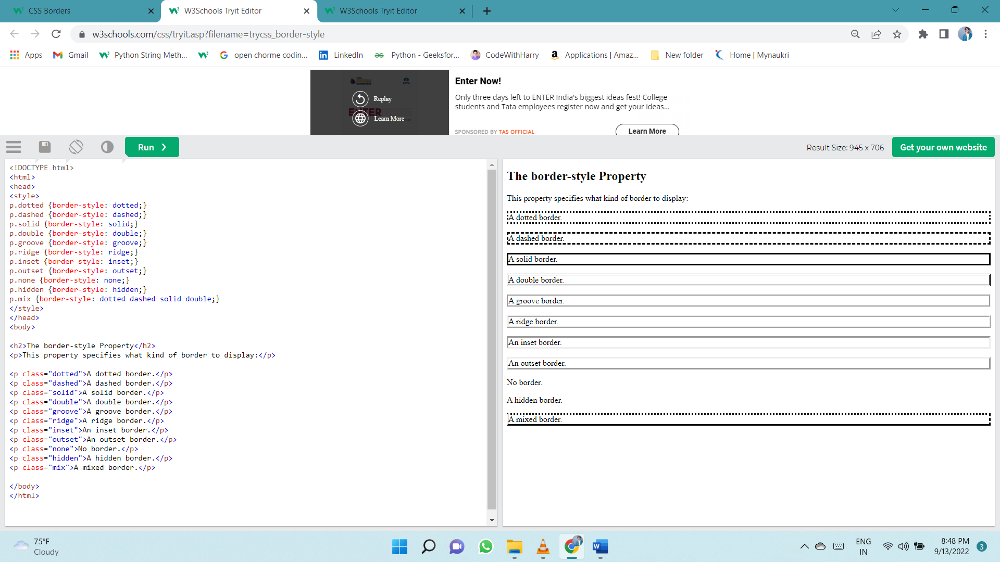 CSS Borders
W3Schools Tryit Editor
W3Schools Tryit Editor
w3schools.com/css/tryit.asp?filename=trycss_border-style
Apps
Gmail
Python String Meth...
open chorme codin...
LinkedIn
Python - Geeksfor...
CodeWithHarry
Applications | Amaz...
New folder
Home | Mynaukri
Replay
Learn More
Enter Now!
Only three days left to ENTER India's biggest ideas fest! College
students and Tata employees register now and get your ideas...
SPONSORED BY TAS OFFICIAL
Learn More
Run ❯
Result Size: 945 x 706
Get your own website
<!DOCTYPE html>
<html>
<head>
<style>
p.dotted {border-style: dotted;}
p.dashed {border-style: dashed;}
p.solid {border-style: solid;}
p.double {border-style: double;}
p.groove {border-style: groove;}
p.ridge {border-style: ridge;}
p.inset {border-style: inset;}
p.outset {border-style: outset;}
p.none {border-style: none;}
p.hidden {border-style: hidden;}
p.mix {border-style: dotted dashed solid double;}
</style>
</head>
<body>
<h2>The border-style Property</h2>
<p>This property specifies what kind of border to display:</p>
<p class="dotted">A dotted border.</p>
<p class="dashed">A dashed border.</p>
<p class="solid">A solid border.</p>
<p class="double">A double border.</p>
<p class="groove">A groove border.</p>
<p class="ridge">A ridge border.</p>
<p class="inset">An inset border.</p>
<p class="outset">An outset border.</p>
<p class="none">No border.</p>
<p class="hidden">A hidden border.</p>
<p class="mix">A mixed border.</p>
</body>
</html>
The border-style Property
This property specifies what kind of border to display:
A dotted border.
A dashed border.
A solid border.
A double border.
A groove border.
A ridge border.
An inset border.
An outset border.
No border.
A hidden border.
A mixed border.
75°F
Cloudy
ENG
IN
8:48 PM
9/13/2022
3